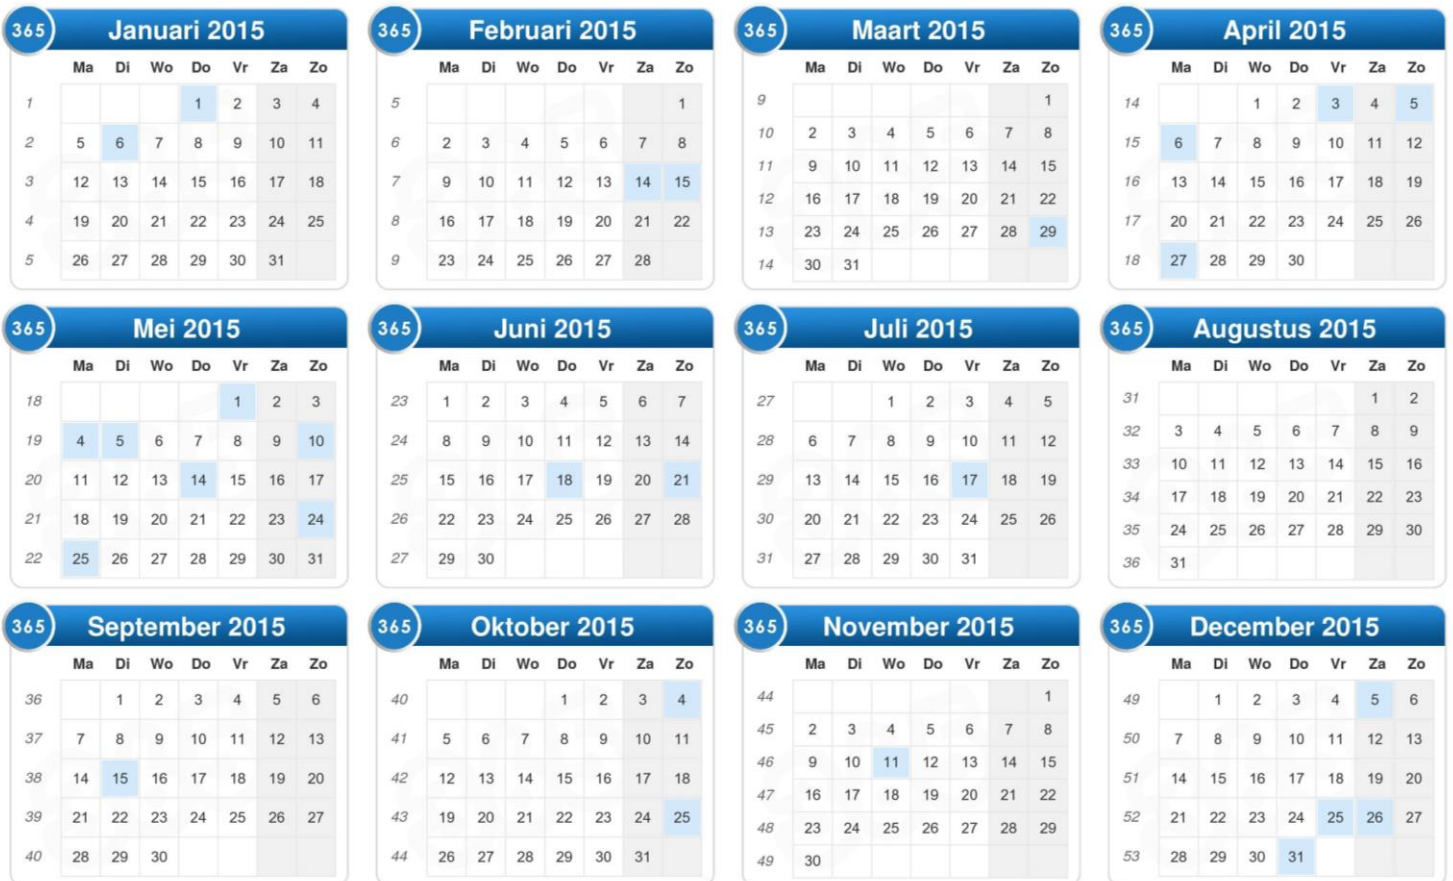 365 Januari 2015
Ma Di Wo Do Vr Za Zo
1 1 2 3 4
2 5 6 7 8 9 10 11
3 12 13 14 15 16 17 18
4 19 20 21 22 23 24 25
5 26 27 28 29 30 31
365 Februari 2015
Ma Di Wo Do Vr Za Zo
5 1
6 2 3 4 5 6 7 8
7 9 10 11 12 13 14 15
8 16 17 18 19 20 21 22
9 23 24 25 26 27 28
365 Maart 2015
Ma Di Wo Do Vr Za Zo
9 1
10 2 3 4 5 6 7 8
11 9 10 11 12 13 14 15
12 16 17 18 19 20 21 22
13 23 24 25 26 27 28 29
14 30 31
365 April 2015
Ma Di Wo Do Vr Za Zo
14 1 2 3 4 5
15 6 7 8 9 10 11 12
16 13 14 15 16 17 18 19
17 20 21 22 23 24 25 26
18 27 28 29 30
365 Mei 2015
Ma Di Wo Do Vr Za Zo
18 1 2 3
19 4 5 6 7 8 9 10
20 11 12 13 14 15 16 17
21 18 19 20 21 22 23 24
22 25 26 27 28 29 30 31
365 Juni 2015
Ma Di Wo Do Vr Za Zo
23 1 2 3 4 5 6 7
24 8 9 10 11 12 13 14
25 15 16 17 18 19 20 21
26 22 23 24 25 26 27 28
27 29 30
365 Juli 2015
Ma Di Wo Do Vr Za Zo
27 1 2 3 4 5
28 6 7 8 9 10 11 12
29 13 14 15 16 17 18 19
30 20 21 22 23 24 25 26
31 27 28 29 30 31
365 Augustus 2015
Ma Di Wo Do Vr Za Zo
31 1 2
32 3 4 5 6 7 8 9
33 10 11 12 13 14 15 16
34 17 18 19 20 21 22 23
35 24 25 26 27 28 29 30
36 31
365 September 2015
Ma Di Wo Do Vr Za Zo
36 1 2 3 4 5 6
37 7 8 9 10 11 12 13
38 14 15 16 17 18 19 20
39 21 22 23 24 25 26 27
40 28 29 30
365 Oktober 2015
Ma Di Wo Do Vr Za Zo
40 1 2 3 4
41 5 6 7 8 9 10 11
42 12 13 14 15 16 17 18
43 19 20 21 22 23 24 25
44 26 27 28 29 30 31
365 November 2015
Ma Di Wo Do Vr Za Zo
44 1
45 2 3 4 5 6 7 8
46 9 10 11 12 13 14 15
47 16 17 18 19 20 21 22
48 23 24 25 26 27 28 29
49 30
365 December 2015
Ma Di Wo Do Vr Za Zo
49 1 2 3 4 5 6
50 7 8 9 10 11 12 13
51 14 15 16 17 18 19 20
52 21 22 23 24 25 26 27
53 28 29 30 31